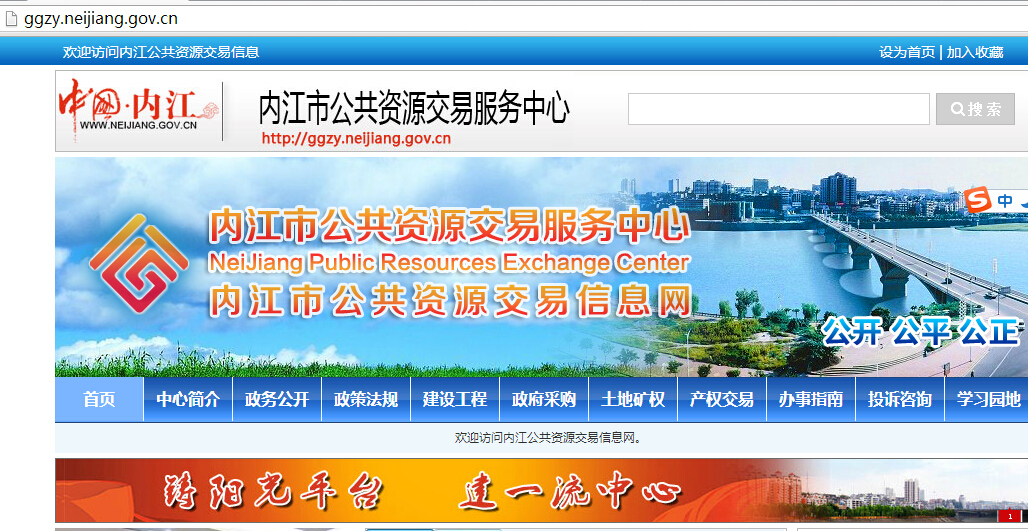 ggzy.neijiang.gov.cn
欢迎访问内江公共资源交易信息
设为首页 | 加入收藏
中国·内江
WWW.NEIJIANG.GOV.CN
内江市公共资源交易服务中心
http://ggzy.neijiang.gov.cn
搜 索
内江市公共资源交易服务中心
NeiJiang Public Resources Exchange Center
内江市公共资源交易信息网
S 中
公开 公平 公正
首页 中心简介 政务公开 政策法规 建设工程 政府采购 土地矿权 产权交易 办事指南 投诉咨询 学习园地
欢迎访问内江公共资源交易信息网。
铸阳光平台 建一流中心
1